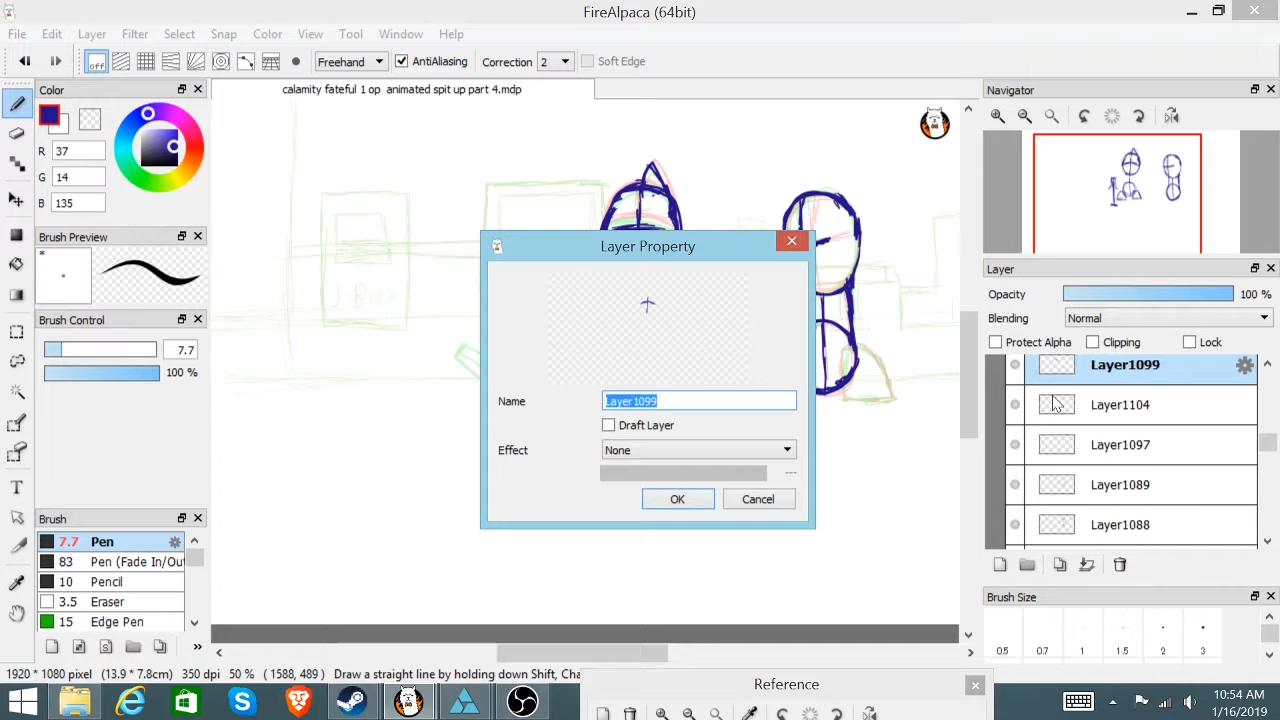 FireAlpaca (64bit)
File Edit Layer Filter Select Snap Color View Tool Window Help
off Freehand AntiAliasing Correction 2 Soft Edge
Color
calamity fateful 1 op animated spit up part 4.mdp
Navigator
R 37
G 14
B 135
Brush Preview
*
Layer Property
Layer
Opacity 100 %
Blending Normal
Protect Alpha Clipping Lock
Brush Control
7.7
100 %
Layer1099
Layer1104
Layer1097
Layer1089
Layer1088
Name Layer1099
Draft Layer
Effect None
---
OK Cancel
Brush
7.7 Pen
83 Pen (Fade In/Out
10 Pencil
3.5 Eraser
15 Edge Pen
»
Brush Size
0.5 0.7 1 1.5 2 3
1920 * 1080 pixel (13.9 * 7.8cm) 350 dpi 50 % ( 1588, 489 ) Draw a straight line by holding down Shift, Cha
Reference
10:54 AM
1/16/2019